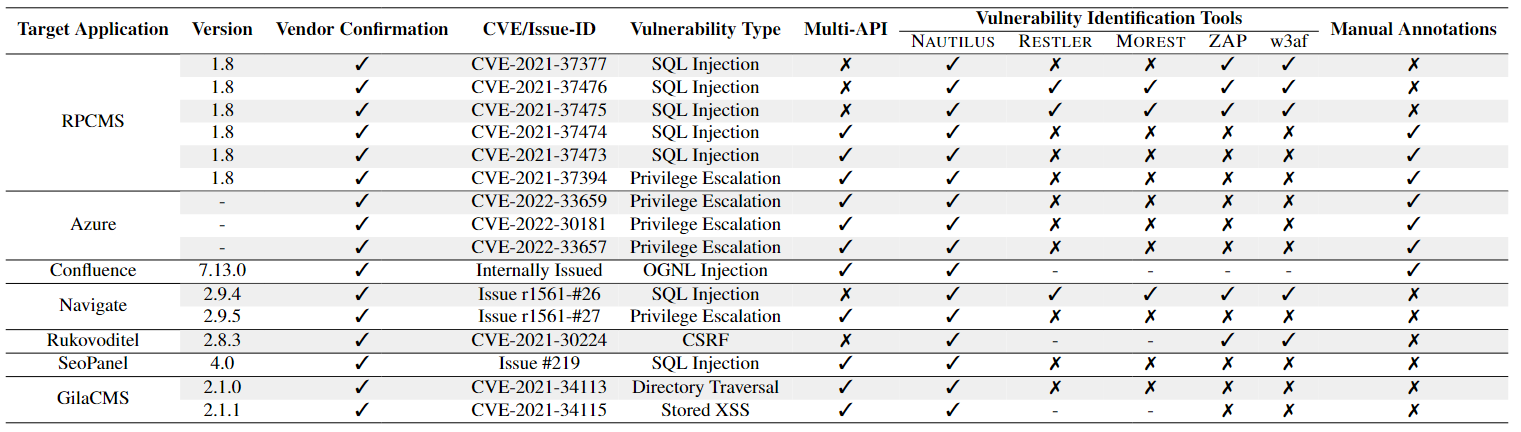 Target Application Version Vendor Confirmation CVE/Issue-ID Vulnerability Type Multi-API Vulnerability Identification Tools Manual Annotations
NAUTILUS RESTLER MOREST ZAP w3af
RPCMS
1.8 ✓ CVE-2021-37377 SQL Injection ✗ ✓ ✗ ✗ ✓ ✓ ✗
1.8 ✓ CVE-2021-37476 SQL Injection ✗ ✓ ✓ ✓ ✓ ✓ ✗
1.8 ✓ CVE-2021-37475 SQL Injection ✗ ✓ ✓ ✓ ✓ ✓ ✗
1.8 ✓ CVE-2021-37474 SQL Injection ✓ ✓ ✗ ✗ ✗ ✗ ✓
1.8 ✓ CVE-2021-37473 SQL Injection ✓ ✓ ✗ ✗ ✗ ✗ ✓
1.8 ✓ CVE-2021-37394 Privilege Escalation ✓ ✓ ✗ ✗ ✗ ✗ ✓
Azure
- ✓ CVE-2022-33659 Privilege Escalation ✓ ✓ ✗ ✗ ✗ ✗ ✓
- ✓ CVE-2022-30181 Privilege Escalation ✓ ✓ ✗ ✗ ✗ ✗ ✓
- ✓ CVE-2022-33657 Privilege Escalation ✓ ✓ ✗ ✗ ✗ ✗ ✓
Confluence 7.13.0 ✓ Internally Issued OGNL Injection ✓ ✓ - - - - ✓
Navigate
2.9.4 ✓ Issue r1561-#26 SQL Injection ✗ ✓ ✓ ✓ ✓ ✓ ✗
2.9.5 ✓ Issue r1561-#27 Privilege Escalation ✓ ✓ ✗ ✗ ✗ ✗ ✗
Rukovoditel 2.8.3 ✓ CVE-2021-30224 CSRF ✗ ✓ - - ✓ ✓ ✗
SeoPanel 4.0 ✓ Issue #219 SQL Injection ✓ ✓ ✗ ✗ ✗ ✗ ✗
GilaCMS
2.1.0 ✓ CVE-2021-34113 Directory Traversal ✓ ✓ ✗ ✗ ✗ ✗ ✗
2.1.1 ✓ CVE-2021-34115 Stored XSS ✓ ✓ - - ✗ ✗ ✗